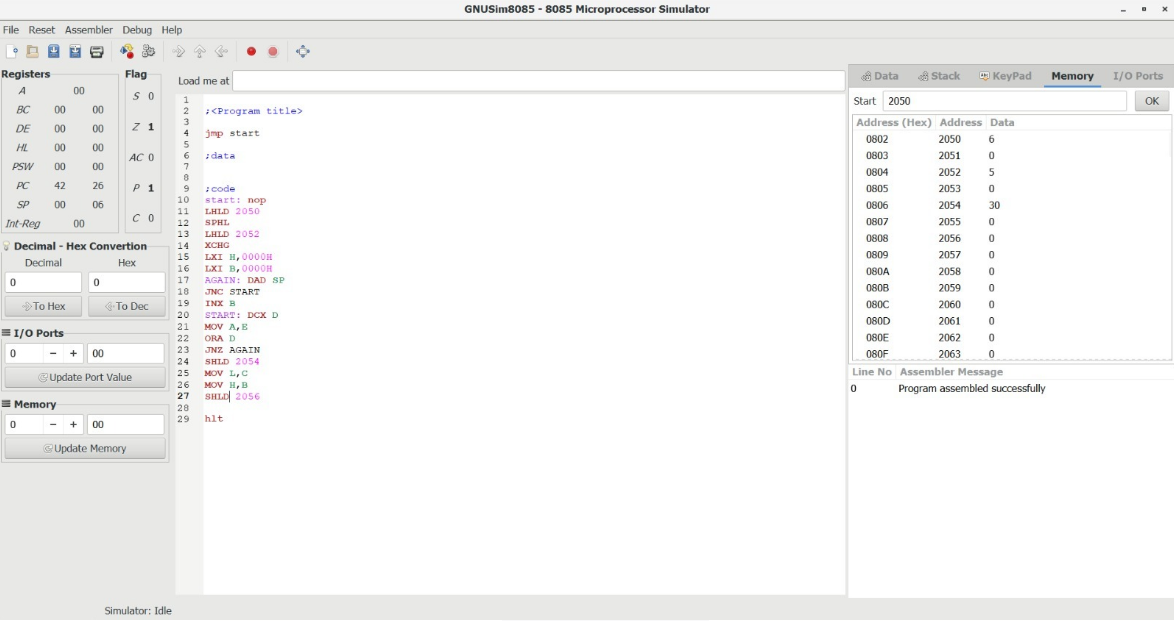 GNUSim8085 - 8085 Microprocessor Simulator
File Reset Assembler Debug Help
Registers
A 00
BC 00 00
DE 00 00
HL 00 00
PSW 00 00
PC 42 26
SP 00 06
Int-Reg 00
Flag
S 0
Z 1
AC 0
P 1
C 0
Decimal - Hex Convertion
Decimal Hex
0 0
To Hex To Dec
I/O Ports
0 - + 00
Update Port Value
Memory
0 - + 00
Update Memory
Load me at
1
2 ;<Program title>
3
4 jmp start
5
6 ;data
7
8
9 ;code
10 start: nop
11 LHLD 2050
12 SPHL
13 LHLD 2052
14 XCHG
15 LXI H,0000H
16 LXI B,0000H
17 AGAIN: DAD SP
18 JNC START
19 INX B
20 START: DCX D
21 MOV A,E
22 ORA D
23 JNZ AGAIN
24 SHLD 2054
25 MOV L,C
26 MOV H,B
27 SHLD 2056
28
29 hlt
Data Stack KeyPad Memory I/O Ports
Start 2050 OK
Address (Hex) Address Data
0802 2050 6
0803 2051 0
0804 2052 5
0805 2053 0
0806 2054 30
0807 2055 0
0808 2056 0
0809 2057 0
080A 2058 0
080B 2059 0
080C 2060 0
080D 2061 0
080E 2062 0
080F 2063 0
Line No Assembler Message
0 Program assembled successfully
Simulator: Idle